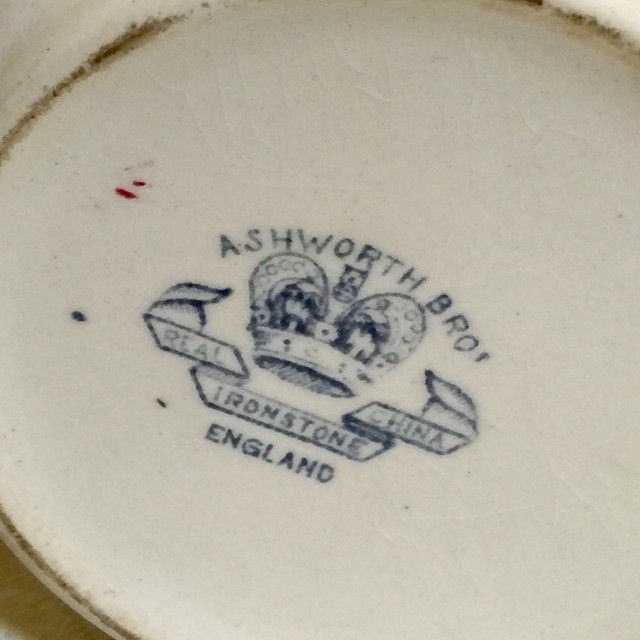 ASHWORTH BROS
REAL
IRONSTONE
CHINA
ENGLAND